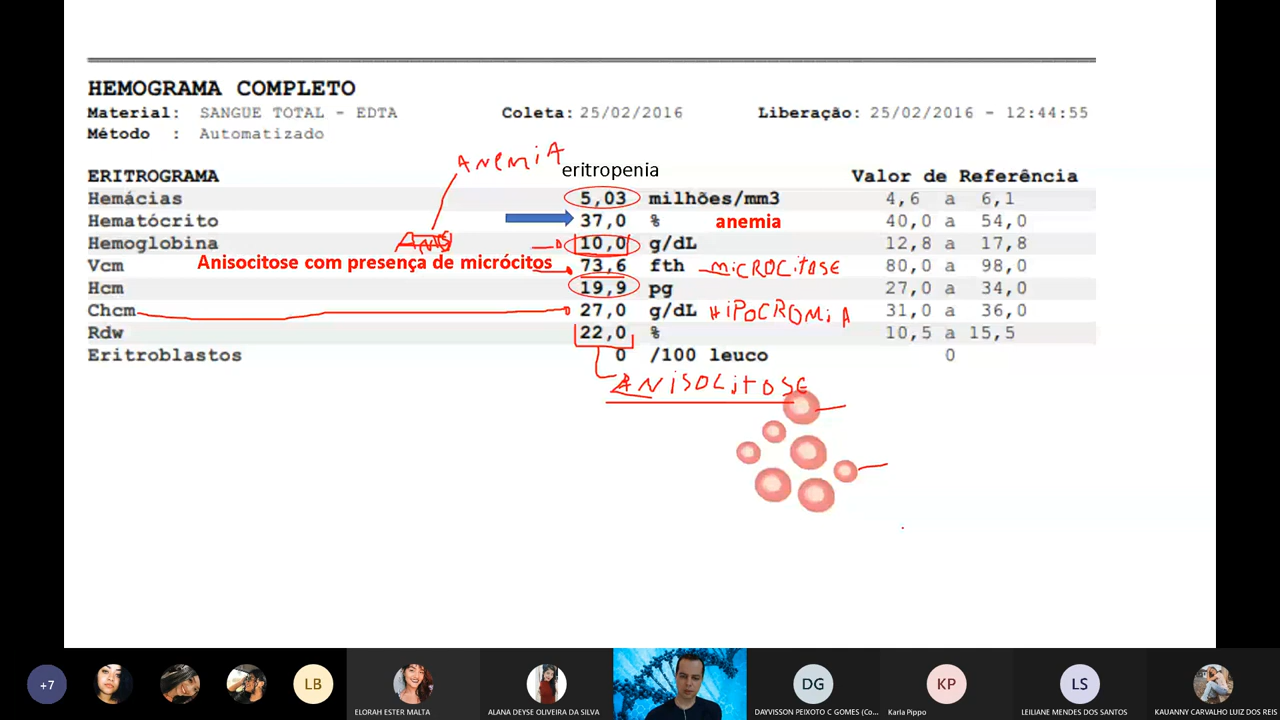 HEMOGRAMA COMPLETO
Material: SANGUE TOTAL - EDTA Coleta: 25/02/2016 Liberação: 25/02/2016 - 12:44:55
Método : Automatizado
ANEMIA
eritropenia
ERITROGRAMA Valor de Referência
Hemácias 5,03 milhões/mm3 4,6 a 6,1
Hematócrito 37,0 % anemia 40,0 a 54,0
Hemoglobina 10,0 g/dL 12,8 a 17,8
Anisocitose com presença de micrócitos
Vcm 73,6 fth MiCROCiTOSE 80,0 a 98,0
Hcm 19,9 pg 27,0 a 34,0
Chcm 27,0 g/dL HiPOCROMiA 31,0 a 36,0
Rdw 22,0 % 10,5 a 15,5
Eritroblastos 0 /100 leuco 0
ANiSOCiTOSE
+7
LB
ELORAH ESTER MALTA
ALANA DEYSE OLIVEIRA DA SILVA
DG
DAYVISSON PEIXOTO C GOMES (Co...
KP
Karla Pippo
LS
LEILIANE MENDES DOS SANTOS
KAUANNY CARVALHO LUIZ DOS REIS